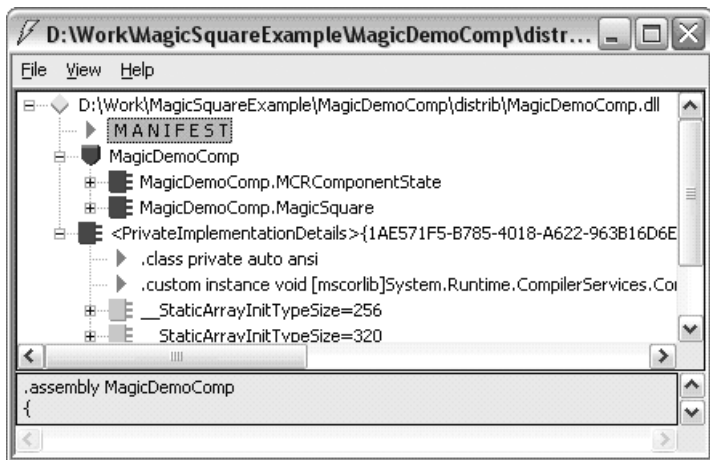 D:\Work\MagicSquareExample\MagicDemoComp\distr...
File View Help
D:\Work\MagicSquareExample\MagicDemoComp\distrib\MagicDemoComp.dll
M A N I F E S T
MagicDemoComp
MagicDemoComp.MCRComponentState
MagicDemoComp.MagicSquare
<PrivateImplementationDetails>{1AE571F5-B785-4018-A622-963B16D6E
.class private auto ansi
.custom instance void [mscorlib]System.Runtime.CompilerServices.Co
__StaticArrayInitTypeSize=256
__StaticArrayInitTypeSize=320
.assembly MagicDemoComp
{